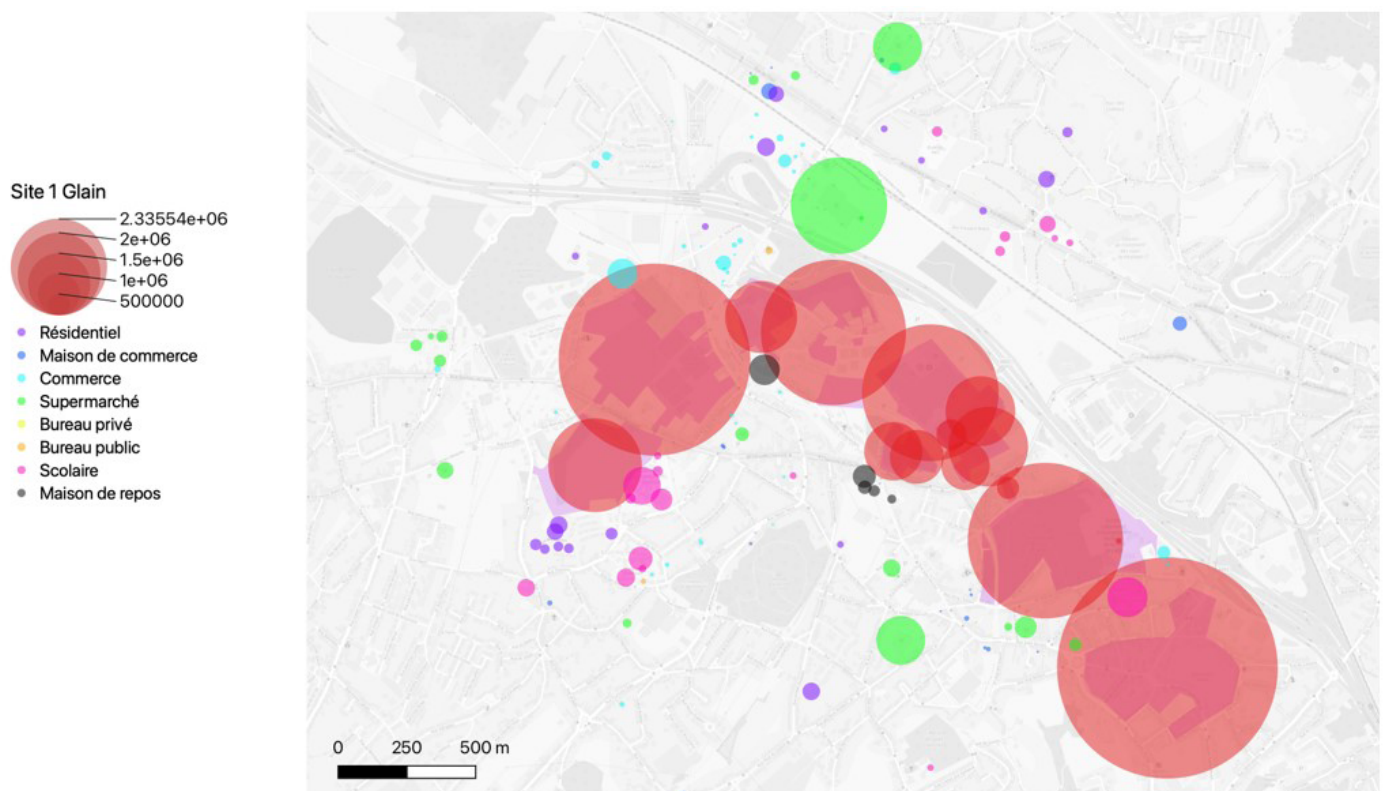 Site 1 Glain
2.33554e+06
2e+06
1.5e+06
1e+06
500000
Résidentiel
Maison de commerce
Commerce
Supermarché
Bureau privé
Bureau public
Scolaire
Maison de repos
0 250 500 m